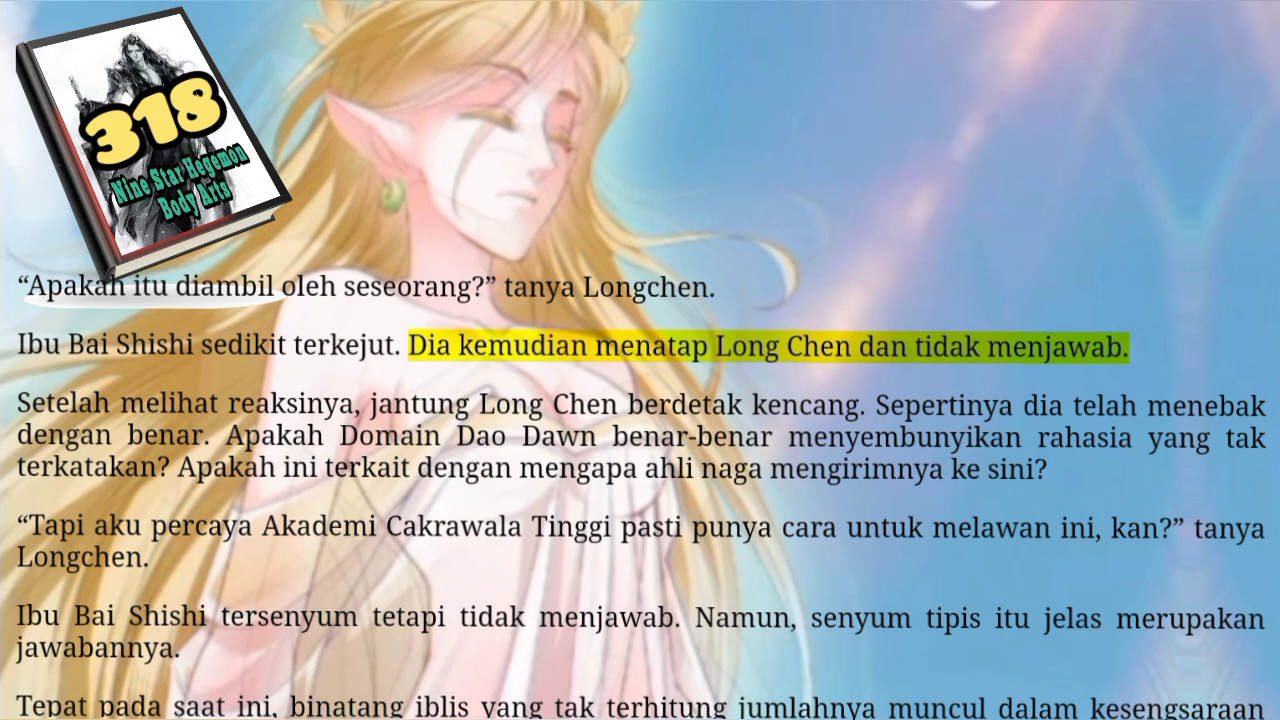 318
Nine Star Hegemon
Body Arts
“Apakah itu diambil oleh seseorang?” tanya Longchen.
Ibu Bai Shishi sedikit terkejut. Dia kemudian menatap Long Chen dan tidak menjawab.
Setelah melihat reaksinya, jantung Long Chen berdetak kencang. Sepertinya dia telah menebak
dengan benar. Apakah Domain Dao Dawn benar-benar menyembunyikan rahasia yang tak
terkatakan? Apakah ini terkait dengan mengapa ahli naga mengirimnya ke sini?
“Tapi aku percaya Akademi Cakrawala Tinggi pasti punya cara untuk melawan ini, kan?” tanya
Longchen.
Ibu Bai Shishi tersenyum tetapi tidak menjawab. Namun, senyum tipis itu jelas merupakan
jawabannya.
Tepat pada saat ini, binatang iblis yang tak terhitung jumlahnya muncul dalam kesengsaraan